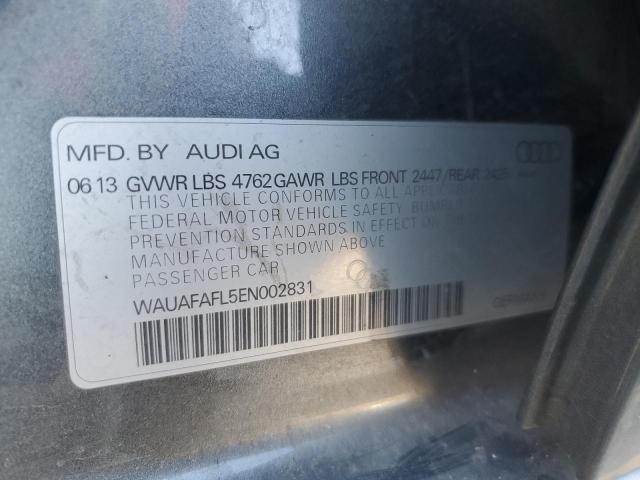 MFD. BY AUDI AG
06 13 GVWR LBS 4762 GAWR LBS FRONT 2447/REAR
THIS VEHICLE CONFORMS TO ALL
FEDERAL MOTOR VEHICLE SAFETY
PREVENTION STANDARDS IN EFFECT ON
MANUFACTURE SHOWN ABOVE
PASSENGER CAR
WAUAFAFL5EN002831
GERMANY